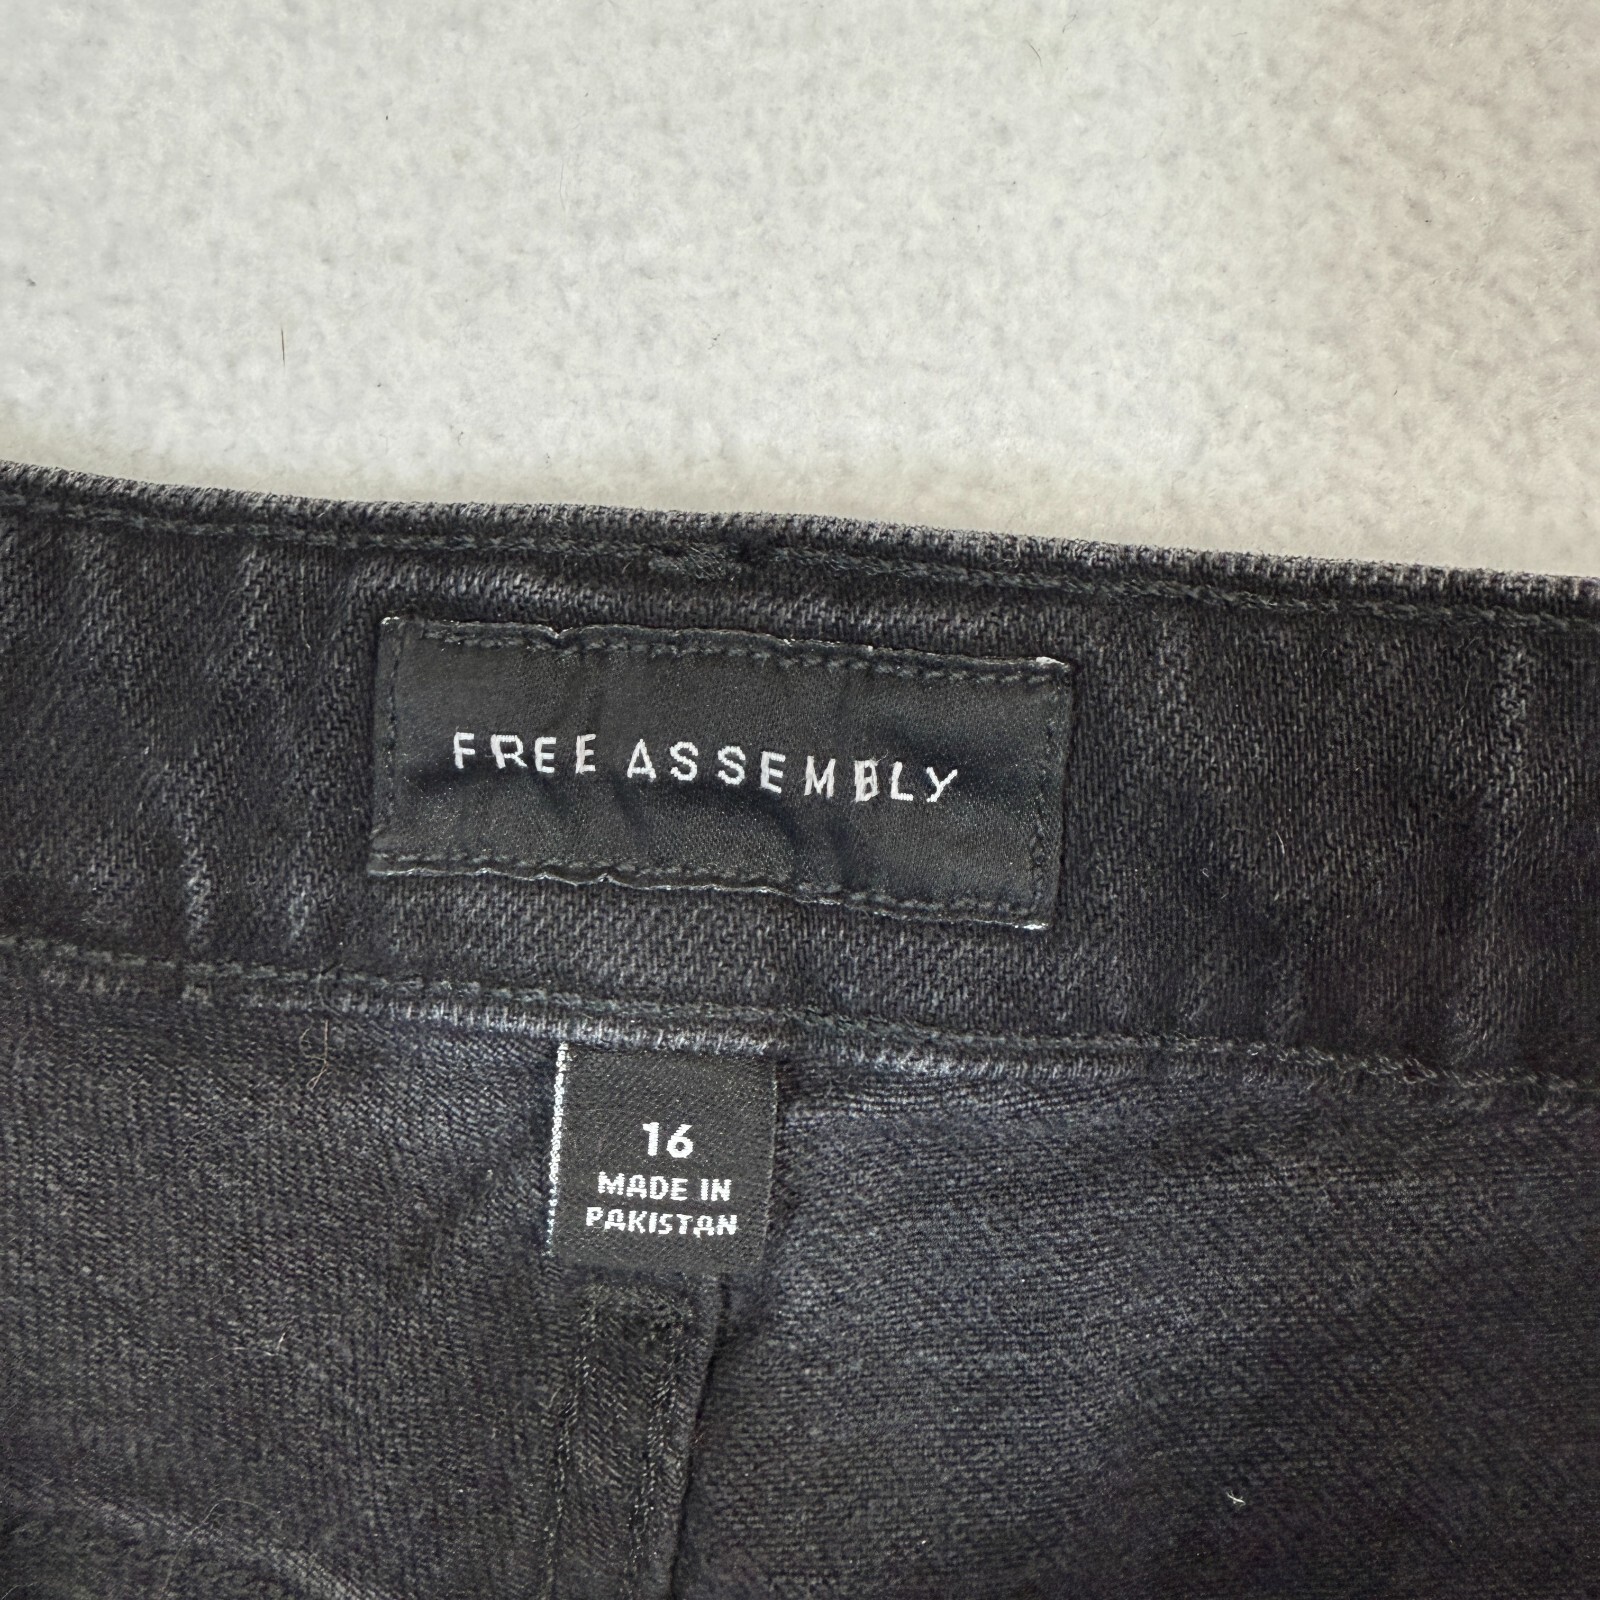 FREE ASSEMBLY
16
MADE IN
PAKISTAN